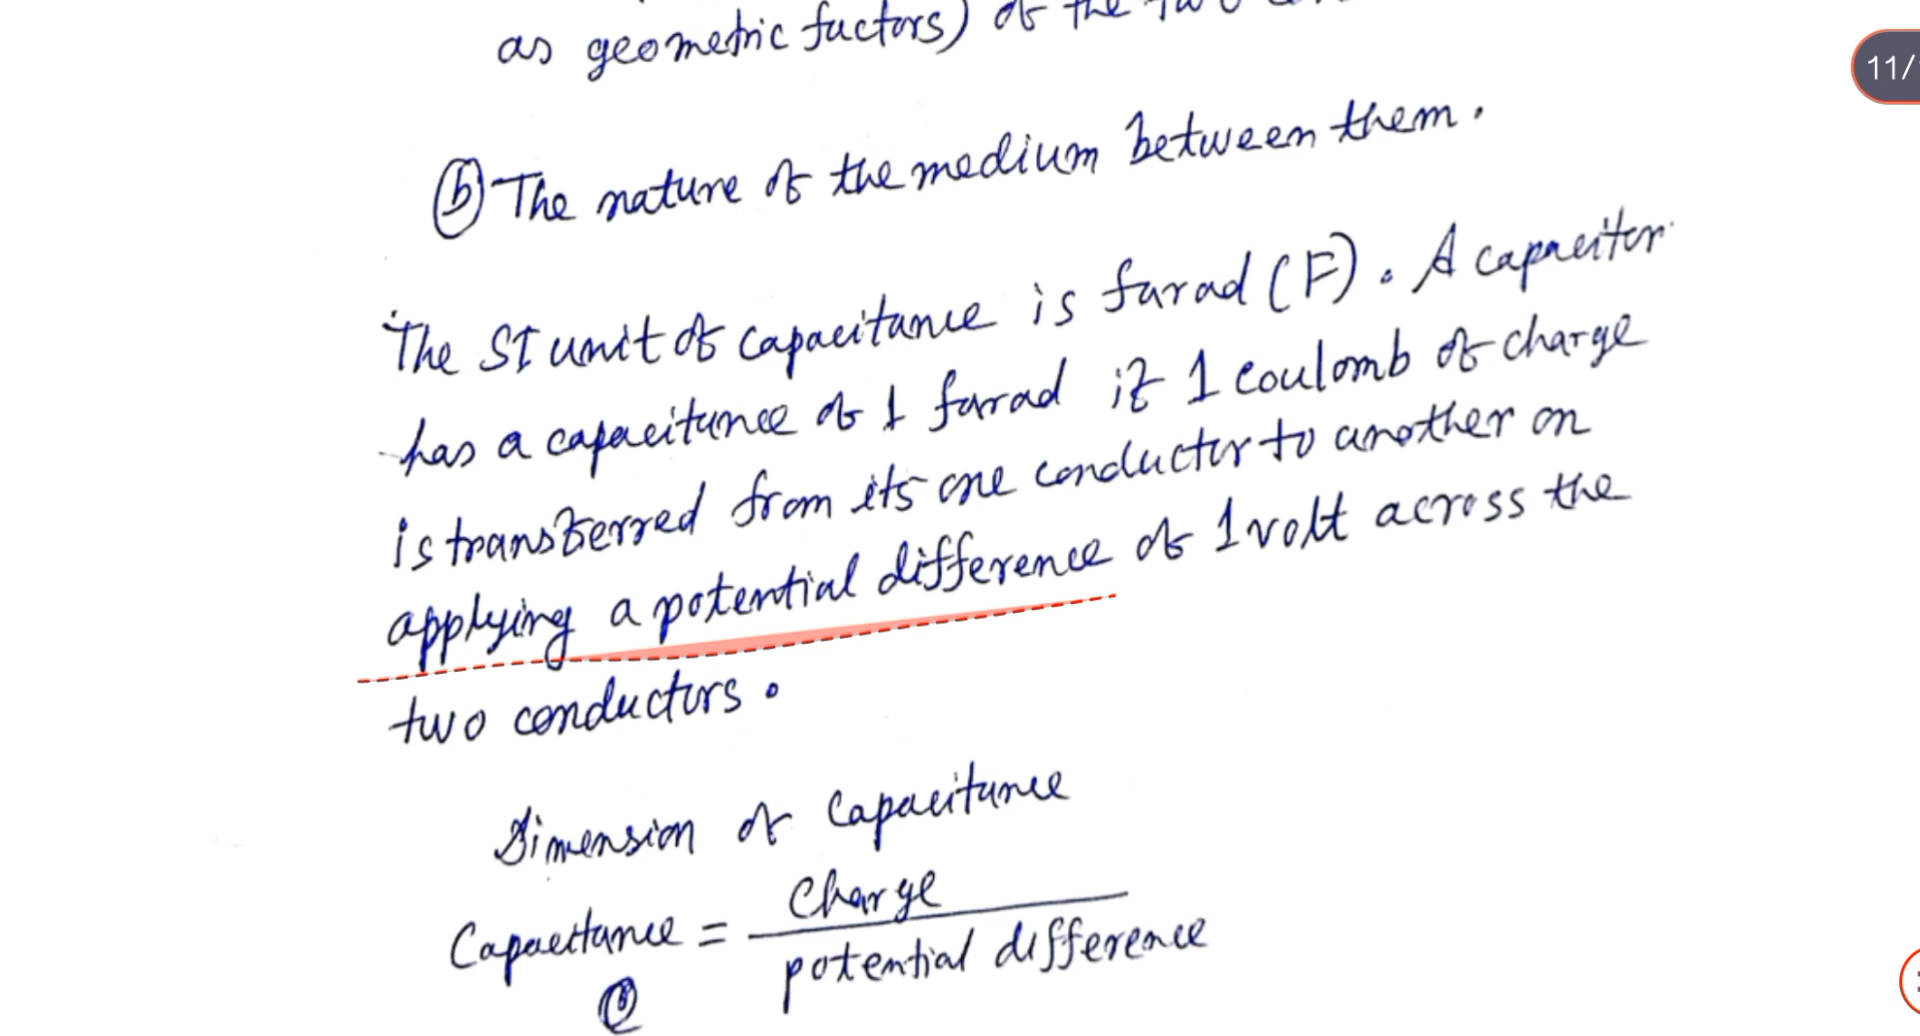 as geometric factors) of the two
11/
(b) The nature of the medium between them.
The SI unit of capacitance is farad (F). A capacitor
has a capacitance of 1 farad if 1 coulomb of charge
is transferred from its one conductor to another on
applying a potential difference of 1 volt across the
two conductors.
Dimension of Capacitance
Capacitance = Charge
potential difference